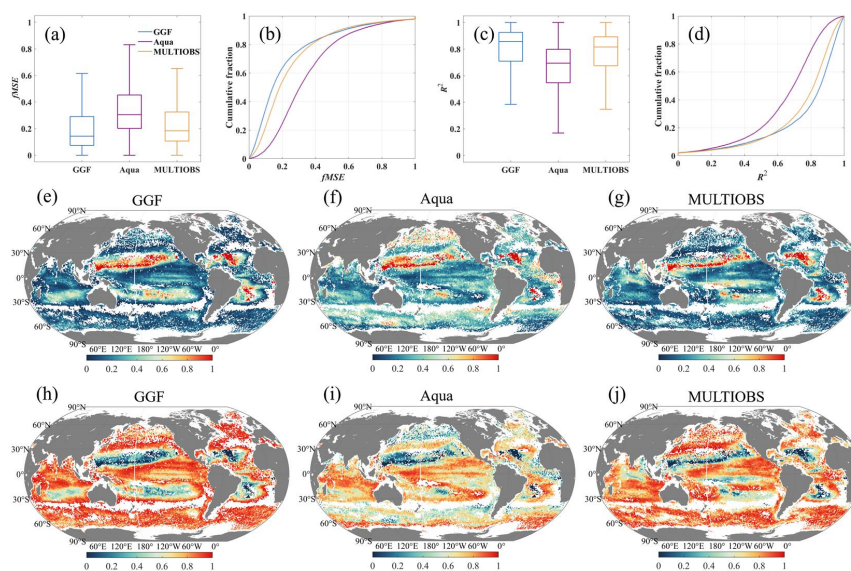 (a)
GGF
Aqua
MULTIOBS
fMSE
1
0.8
0.6
0.4
0.2
0
GGF Aqua MULTIOBS
(b)
Cumulative fraction
1
0.8
0.6
0.4
0.2
0
0 0.2 0.4 0.6 0.8 1
fMSE
(c)
R²
1
0.8
0.6
0.4
0.2
0
GGF Aqua MULTIOBS
(d)
Cumulative fraction
1
0.8
0.6
0.4
0.2
0
0 0.2 0.4 0.6 0.8 1
R²
(e) GGF
90°N
60°N
30°N
0°
30°S
60°S
90°S
60°E 120°E 180° 120°W 60°W 0°
0 0.2 0.4 0.6 0.8 1
(f) Aqua
90°N
60°N
30°N
0°
30°S
60°S
90°S
60°E 120°E 180° 120°W 60°W 0°
0 0.2 0.4 0.6 0.8 1
(g) MULTIOBS
90°N
60°N
30°N
0°
30°S
60°S
90°S
60°E 120°E 180° 120°W 60°W 0°
0 0.2 0.4 0.6 0.8 1
(h) GGF
90°N
60°N
30°N
0°
30°S
60°S
90°S
60°E 120°E 180° 120°W 60°W 0°
0 0.2 0.4 0.6 0.8 1
(i) Aqua
90°N
60°N
30°N
0°
30°S
60°S
90°S
60°E 120°E 180° 120°W 60°W 0°
0 0.2 0.4 0.6 0.8 1
(j) MULTIOBS
90°N
60°N
30°N
0°
30°S
60°S
90°S
60°E 120°E 180° 120°W 60°W 0°
0 0.2 0.4 0.6 0.8 1